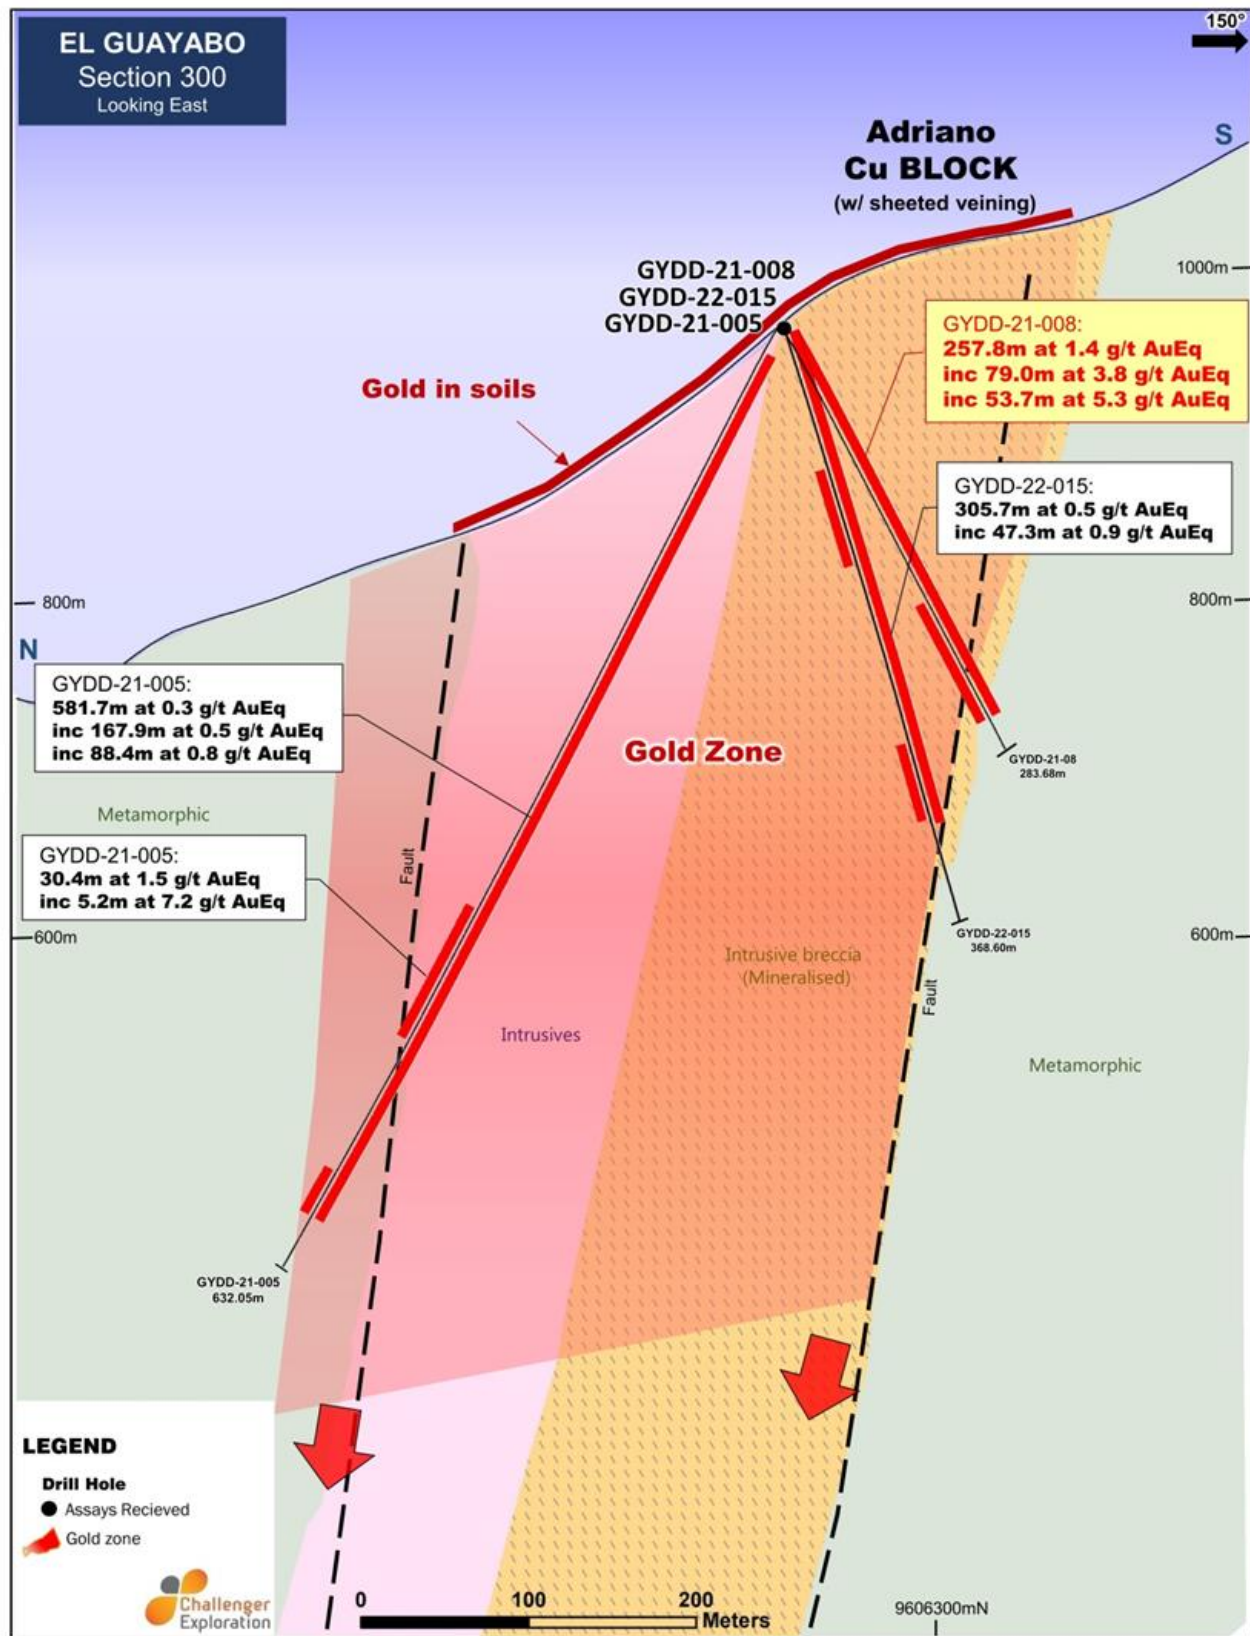 EL GUAYABO
Section 300
Looking East
150°
S
Adriano
Cu BLOCK
(w/ sheeted veining)
GYDD-21-008
GYDD-22-015
GYDD-21-005
1000m
GYDD-21-008:
257.8m at 1.4 g/t AuEq
inc 79.0m at 3.8 g/t AuEq
inc 53.7m at 5.3 g/t AuEq
Gold in soils
GYDD-22-015:
305.7m at 0.5 g/t AuEq
inc 47.3m at 0.9 g/t AuEq
800m
800m
N
GYDD-21-005:
581.7m at 0.3 g/t AuEq
inc 167.9m at 0.5 g/t AuEq
inc 88.4m at 0.8 g/t AuEq
Gold Zone
GYDD-21-08
283.68m
Metamorphic
GYDD-21-005:
30.4m at 1.5 g/t AuEq
inc 5.2m at 7.2 g/t AuEq
Fault
600m
600m
GYDD-22-015
368.60m
Intrusive breccia
(Mineralised)
Fault
Intrusives
Metamorphic
GYDD-21-005
632.05m
LEGEND
Drill Hole
Assays Recieved
Gold zone
Challenger
Exploration
0
100
200
Meters
9606300mN